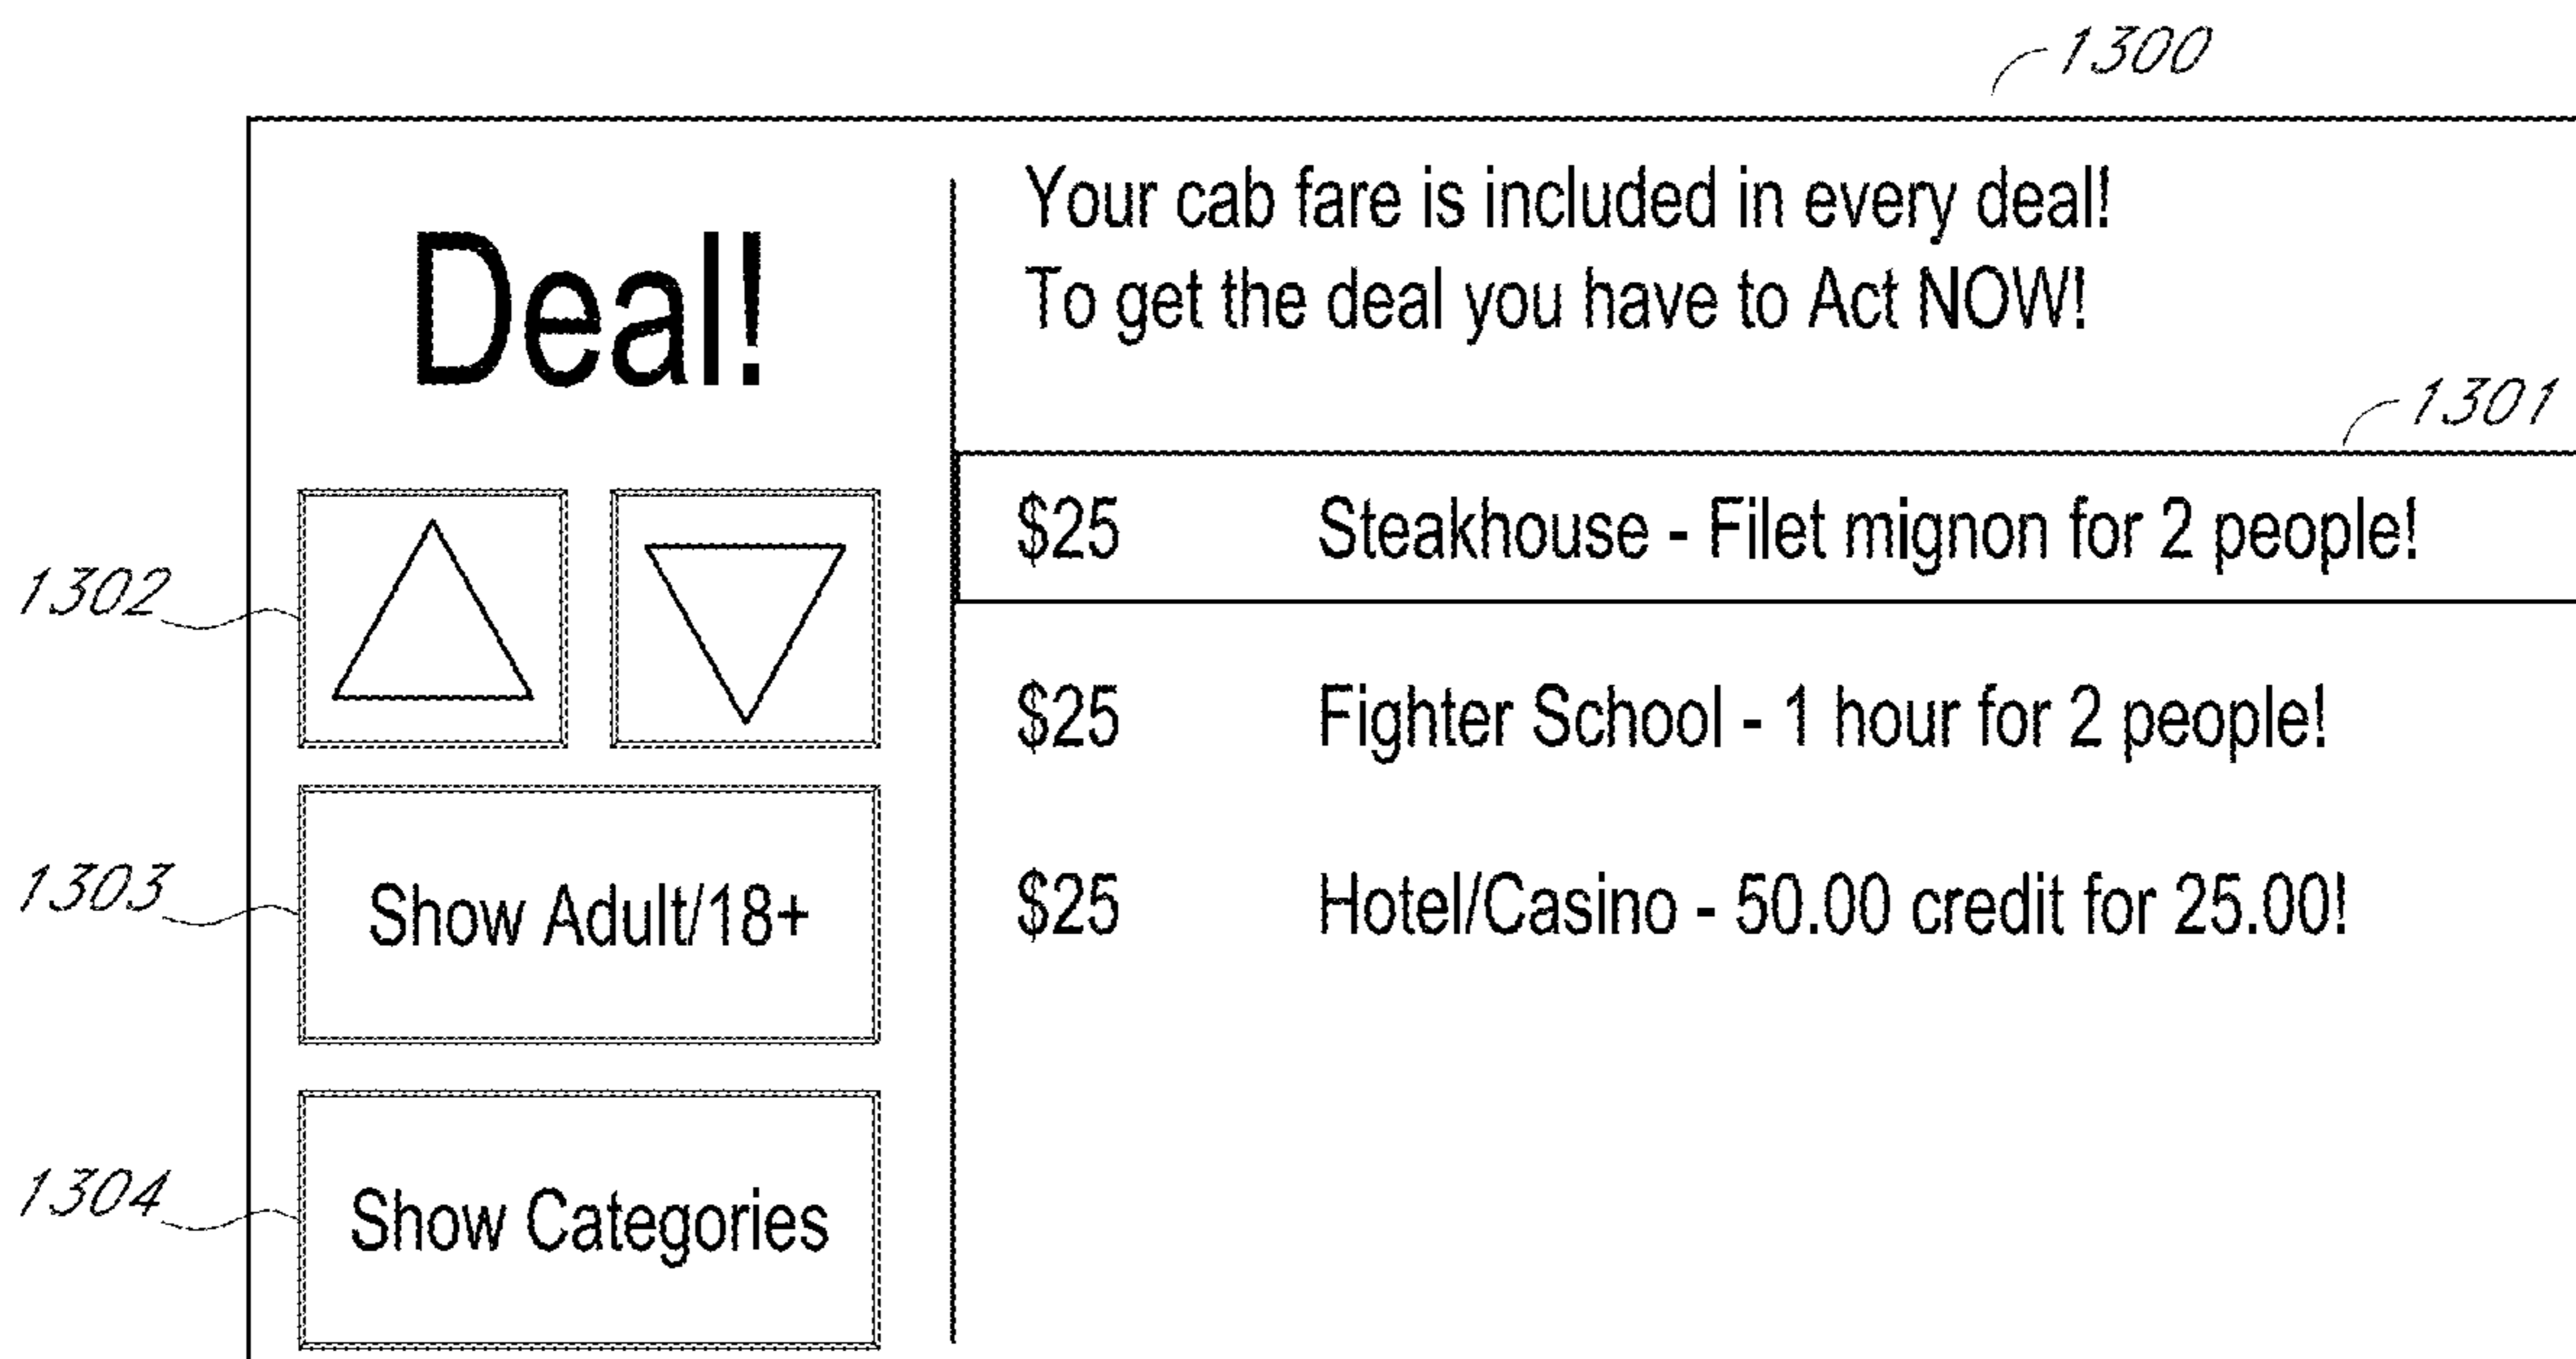 1300
Deal!
Your cab fare is included in every deal!
To get the deal you have to Act NOW!
1301
$25 Steakhouse - Filet mignon for 2 people!
1302
$25 Fighter School - 1 hour for 2 people!
1303
Show Adult/18+
$25 Hotel/Casino - 50.00 credit for 25.00!
1304
Show Categories